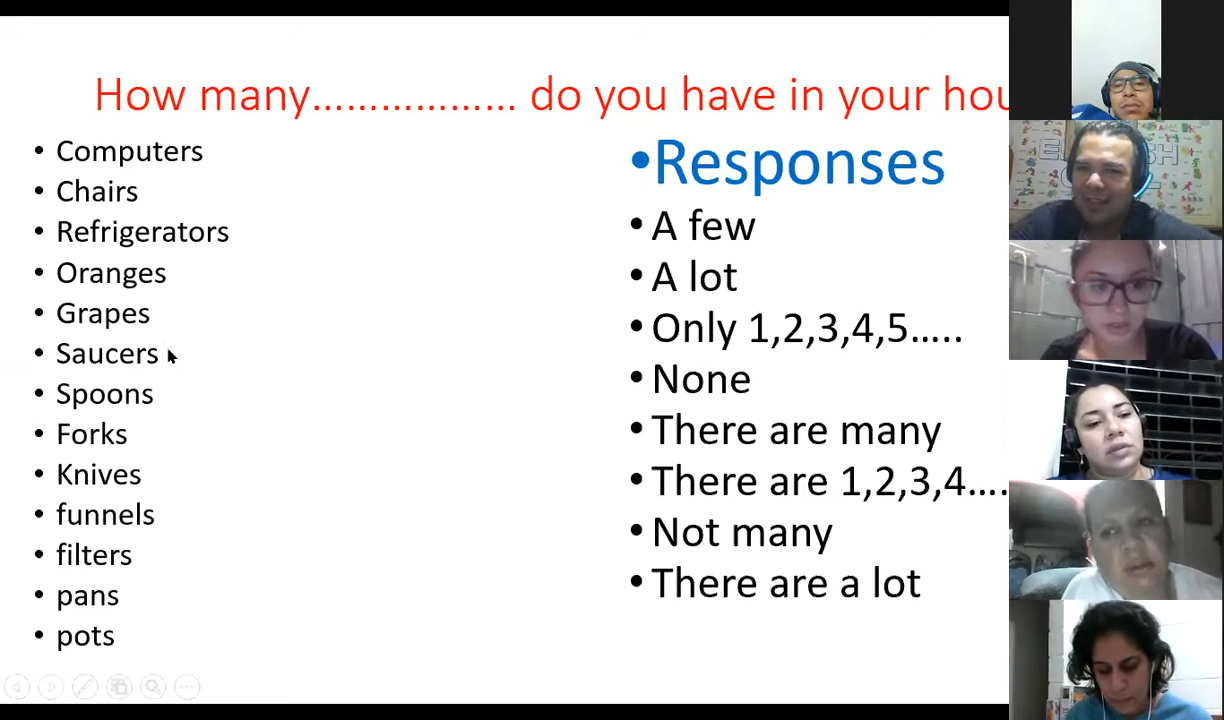 How many.................. do you have in your hou
• Computers
• Chairs
• Refrigerators
• Oranges
• Grapes
• Saucers
• Spoons
• Forks
• Knives
• funnels
• filters
• pans
• pots
•Responses
• A few
• A lot
• Only 1,2,3,4,5.....
• None
• There are many
• There are 1,2,3,4....
• Not many
• There are a lot